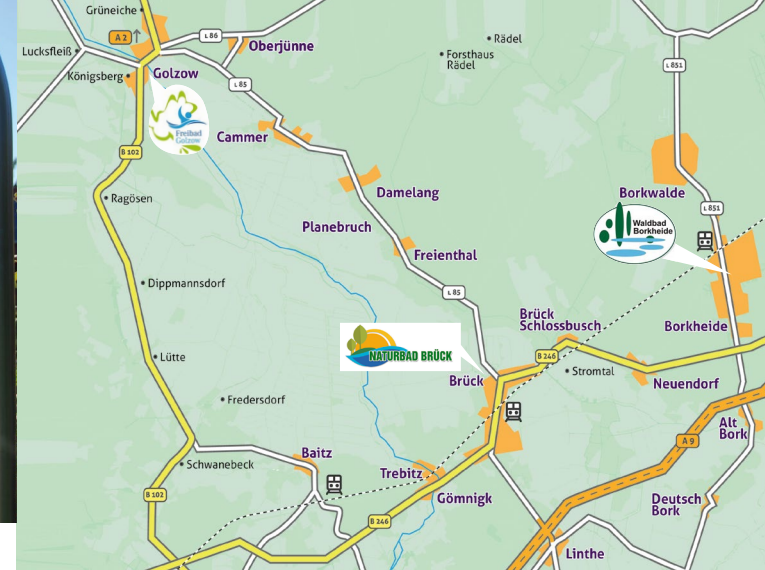 Grüneiche
A 2
L 86
Oberjünne
Rädel
Forsthaus
Rädel
Lucksfleiß
L 851
Königsberg
Golzow
L 85
Freibad
Golzow
Cammer
B 102
Borkwalde
Damelang
Ragösen
L 851
Waldbad
Borkheide
Planebruch
Freienthal
Dippmannsdorf
L 85
Brück
Schlossbusch
Borkheide
NATURBAD BRÜCK
B 246
Lütte
Stromtal
Brück
Neuendorf
Fredersdorf
Alt
Bork
A 9
Baitz
Schwanebeck
Trebitz
Gömnigk
B 102
Deutsch
Bork
B 246
Linthe